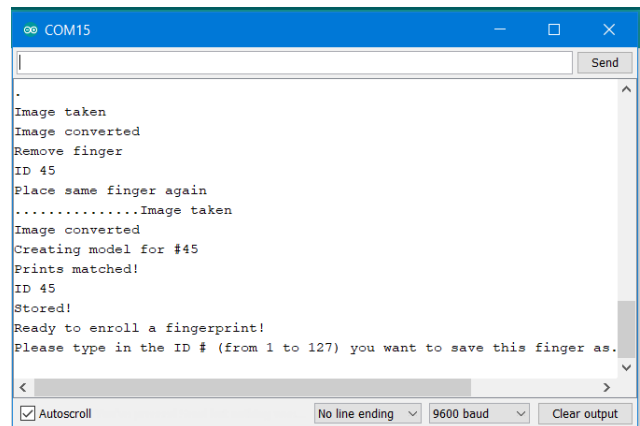 COM15
Send
.
Image taken
Image converted
Remove finger
ID 45
Place same finger again
...............Image taken
Image converted
Creating model for #45
Prints matched!
ID 45
Stored!
Ready to enroll a fingerprint!
Please type in the ID # (from 1 to 127) you want to save this finger as.
Autoscroll
No line ending
9600 baud
Clear output